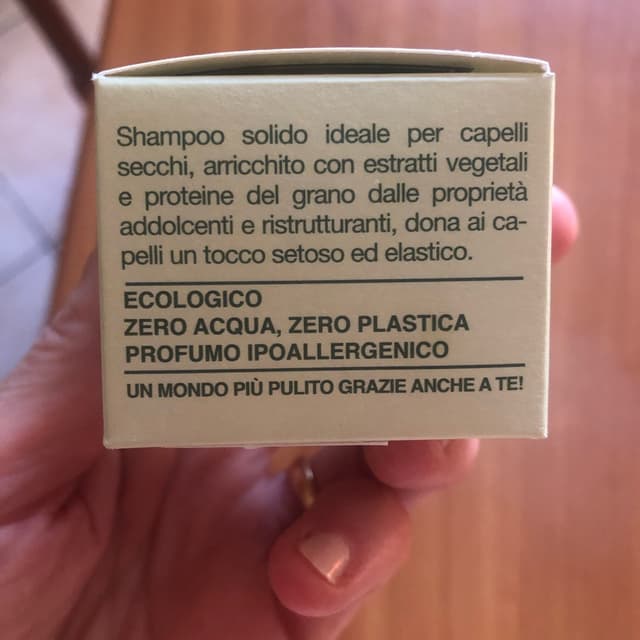 Shampoo solido ideale per capelli
secchi, arricchito con estratti vegetali
e proteine del grano dalle proprietà
addolcenti e ristrutturanti, dona ai ca-
pelli un tocco setoso ed elastico.
ECOLOGICO
ZERO ACQUA, ZERO PLASTICA
PROFUMO IPOALLERGENICO
UN MONDO PIÙ PULITO GRAZIE ANCHE A TE!